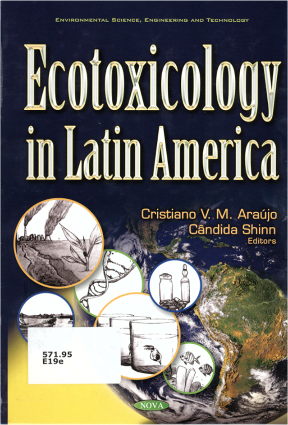 ENVIRONMENTAL SCIENCE, ENGINEERING AND TECHNOLOGY
Ecotoxicology
in Latin America
Cristiano V. M. Araújo
Cândida Shinn
Editors
571.95
E19e
NOVA